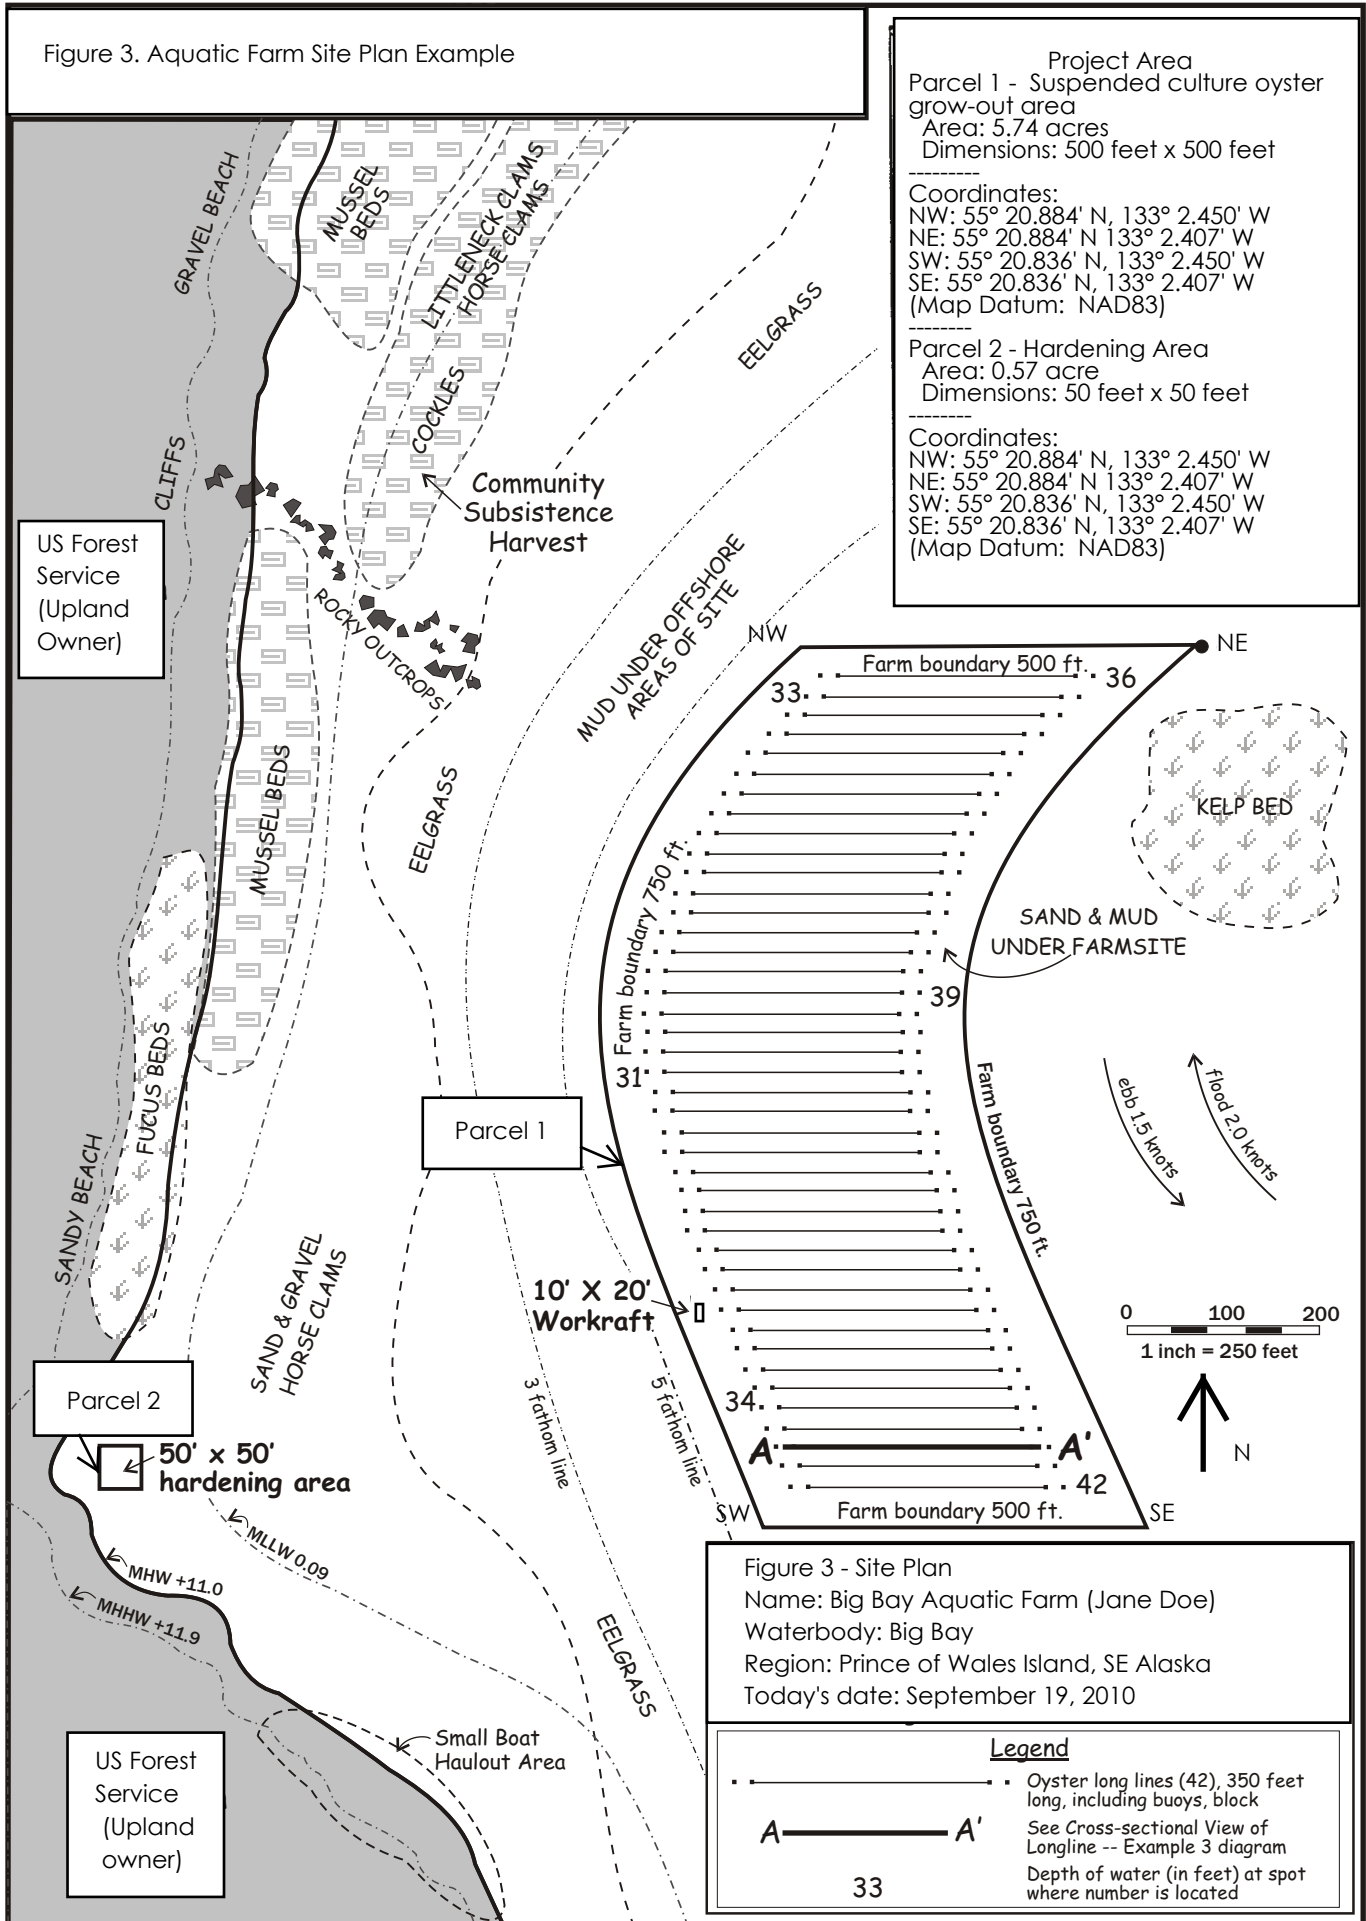 Figure 3. Aquatic Farm Site Plan Example
Project Area
Parcel 1 - Suspended culture oyster
grow-out area
Area: 5.74 acres
Dimensions: 500 feet x 500 feet
---------
Coordinates:
NW: 55° 20.884' N, 133° 2.450' W
NE: 55° 20.884' N 133° 2.407' W
SW: 55° 20.836' N, 133° 2.450' W
SE: 55° 20.836' N, 133° 2.407' W
(Map Datum: NAD83)
--------
Parcel 2 - Hardening Area
Area: 0.57 acre
Dimensions: 50 feet x 50 feet
--------
Coordinates:
NW: 55° 20.884' N, 133° 2.450' W
NE: 55° 20.884' N, 133° 2.407' W
SW: 55° 20.836' N, 133° 2.450' W
SE: 55° 20.836' N, 133° 2.407' W
(Map Datum: NAD83)
GRAVEL BEACH
MUSSEL
BEDS
LITTLENECK CLAMS
HORSE CLAMS
COCKLES
EELGRASS
CLIFFS
Community
Subsistence
Harvest
US Forest
Service
(Upland
Owner)
ROCKY OUTCROPS
MUD UNDER OFFSHORE
AREAS OF SITE
NW
NE
Farm boundary 500 ft.
33
36
KELP BED
MUSSEL BEDS
EELGRASS
Farm boundary 750 ft.
SAND & MUD
UNDER FARMSITE
39
31
FUCUS BEDS
Parcel 1
Farm boundary 750 ft.
ebb 1.5 knots
flood 2.0 knots
SANDY BEACH
SAND & GRAVEL
HORSE CLAMS
10' X 20'
Workraft
0 100 200
1 inch = 250 feet
N
Parcel 2
50' x 50'
hardening area
3 fathom line
5 fathom line
34
A A'
42
SW
Farm boundary 500 ft.
SE
MLLW 0.09
MHW +11.0
MHHW +11.9
EELGRASS
Small Boat
Haulout Area
US Forest
Service
(Upland
owner)
Figure 3 - Site Plan
Name: Big Bay Aquatic Farm (Jane Doe)
Waterbody: Big Bay
Region: Prince of Wales Island, SE Alaska
Today's date: September 19, 2010
Legend
Oyster long lines (42), 350 feet
long, including buoys, block
A A'
See Cross-sectional View of
Longline -- Example 3 diagram
33
Depth of water (in feet) at spot
where number is located